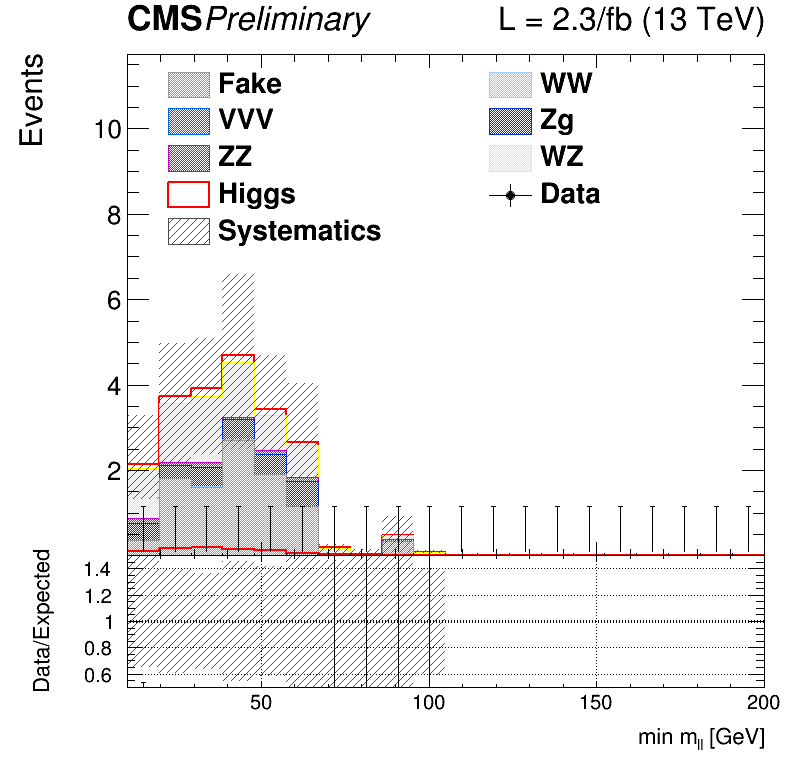 CMS Preliminary L = 2.3/fb (13 TeV)
Events
Fake WW
VVV Zg
ZZ WZ
Higgs Data
Systematics
10
8
6
4
2
Data/Expected
1.4
1.2
1
0.8
0.6
50 100 150 200
min m_ll [GeV]